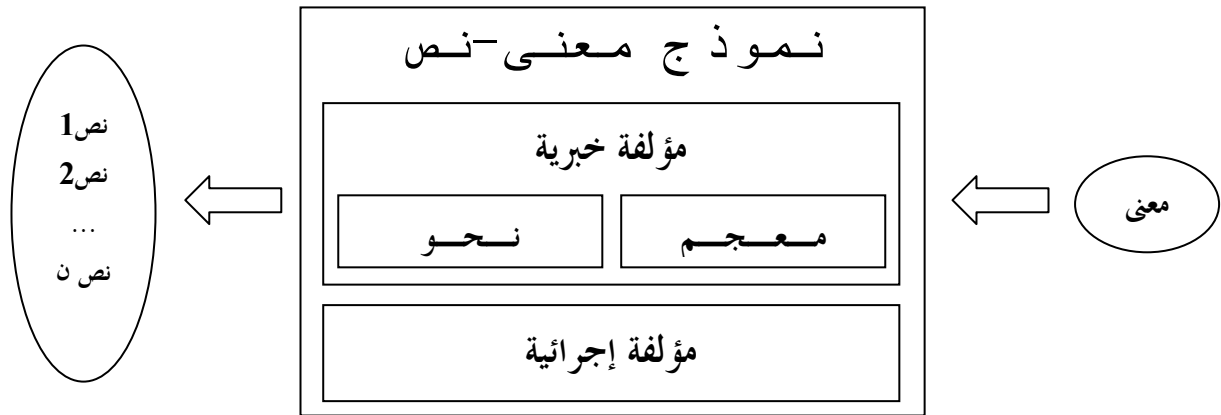 نموذج معنى-نص
معنى
مؤلفة خبرية
معجم
نحو
مؤلفة إجرائية
نص1
نص2
...
نص ن